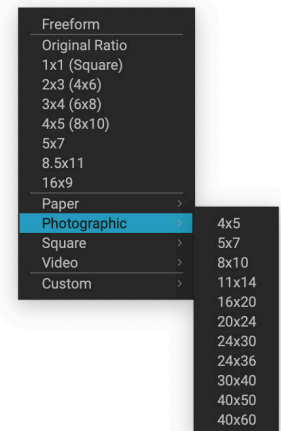 Freeform
Original Ratio
1x1 (Square)
2x3 (4x6)
3x4 (6x8)
4x5 (8x10)
5x7
8.5x11
16x9
Paper
Photographic
Square
Video
Custom
4x5
5x7
8x10
11x14
16x20
20x24
24x30
24x36
30x40
40x50
40x60